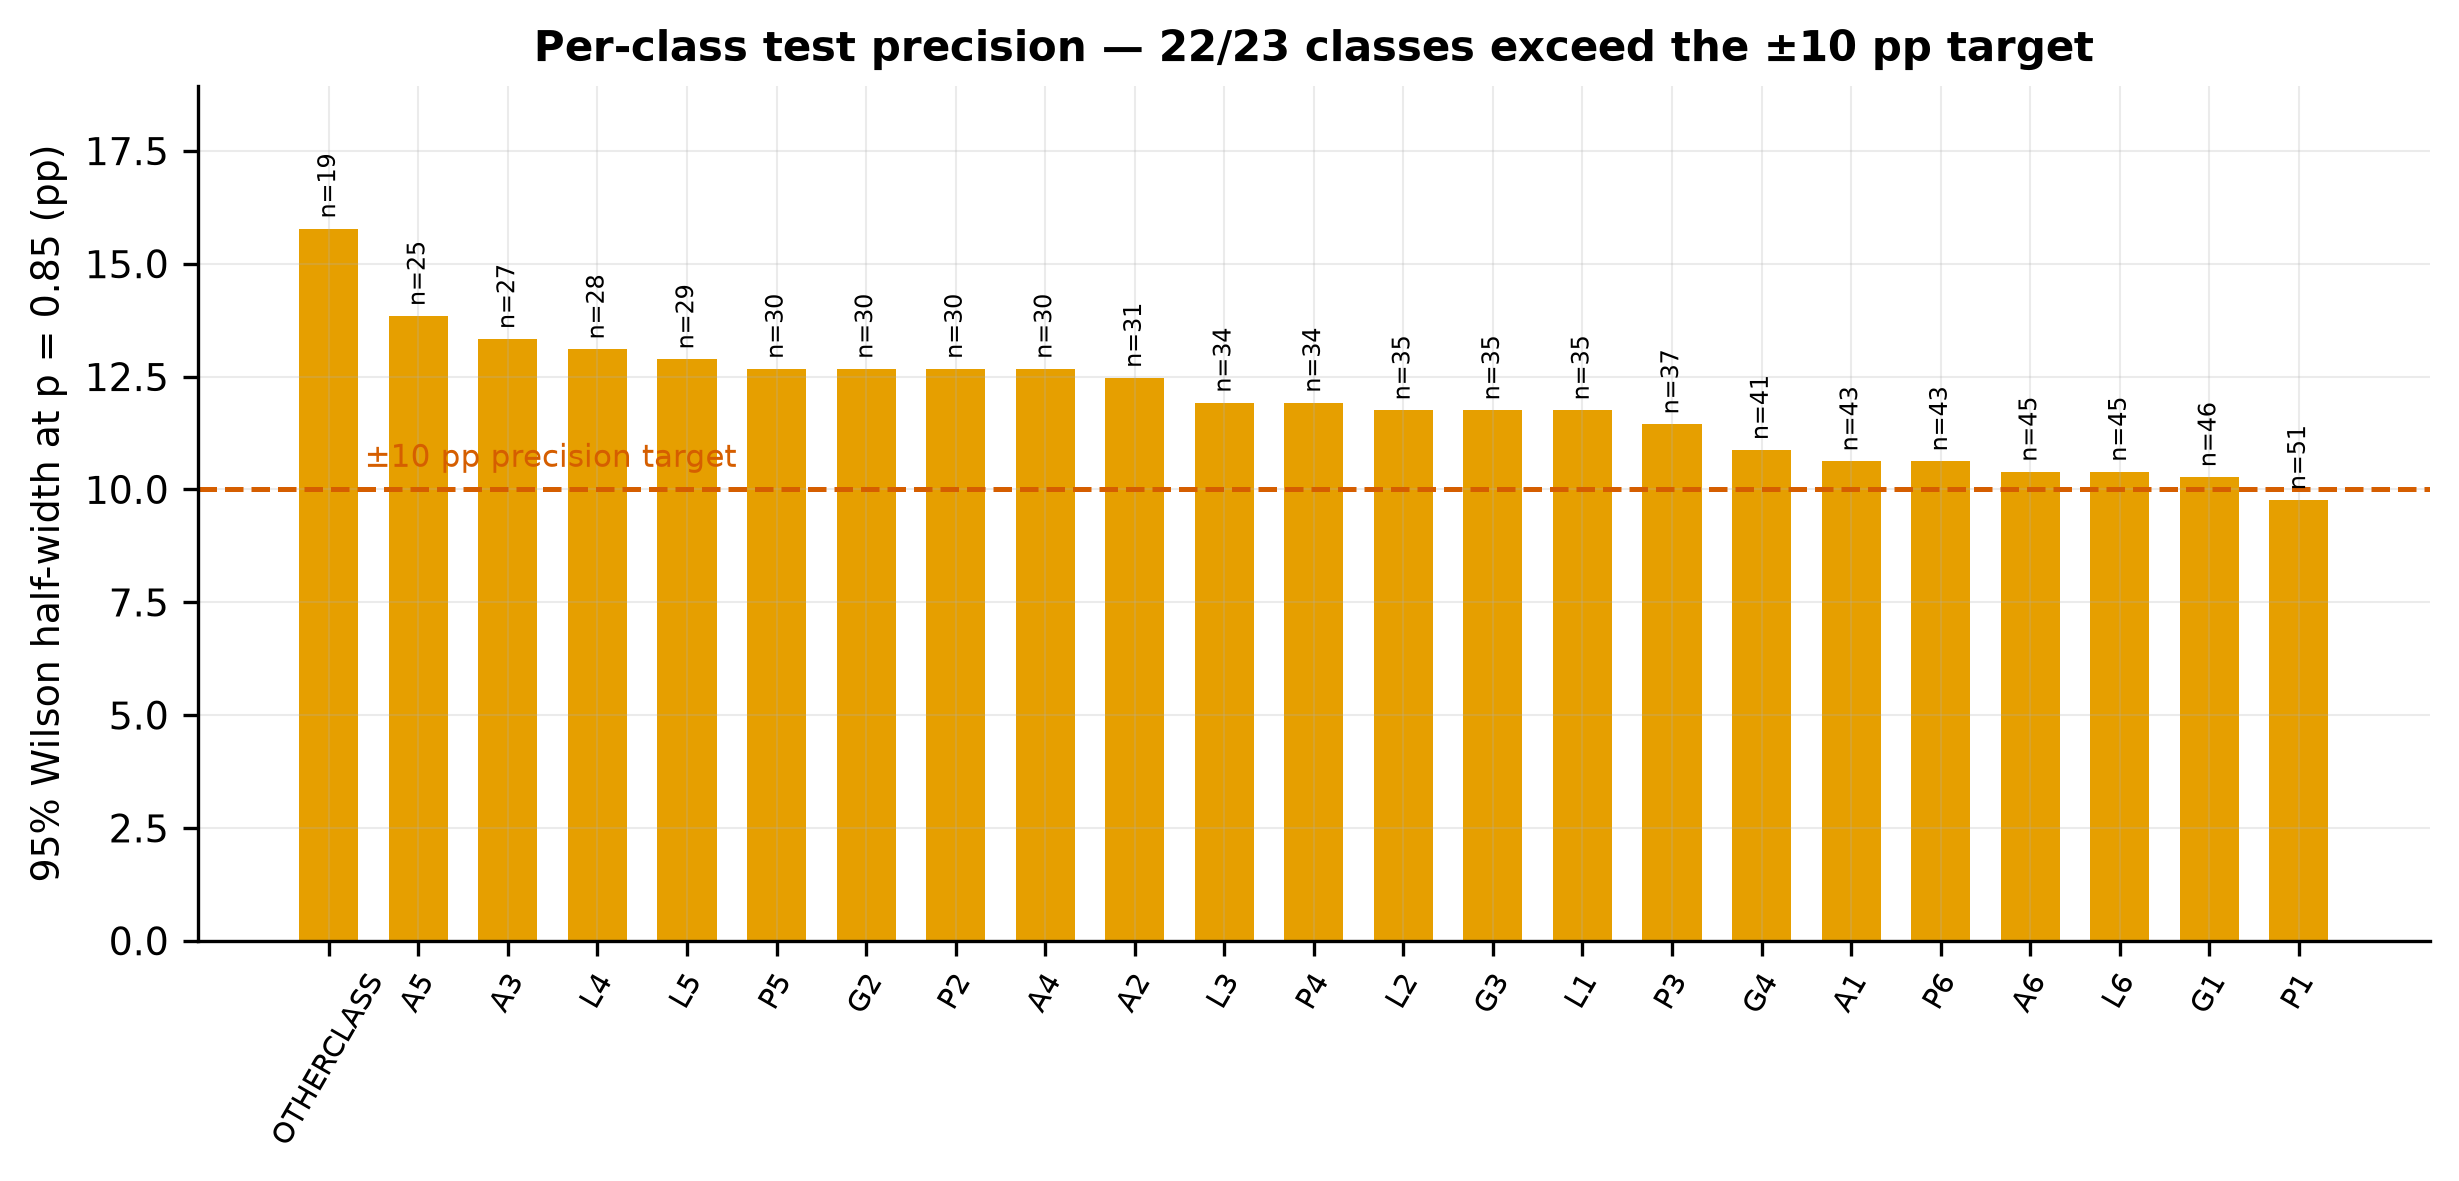 Per-class test precision — 22/23 classes exceed the ±10 pp target
95% Wilson half-width at p = 0.85 (pp)
17.5
15.0
12.5
10.0
7.5
5.0
2.5
0.0
n=19
n=25
n=27
n=28
n=29
n=30
n=30
n=30
n=30
n=31
n=34
n=34
n=35
n=35
n=35
n=37
n=41
n=43
n=43
n=45
n=45
n=46
n=51
±10 pp precision target
OTHERCLASS
A5
A3
L4
L5
P5
G2
P2
A4
A2
L3
P4
L2
G3
L1
P3
G4
A1
P6
A6
L6
G1
P1